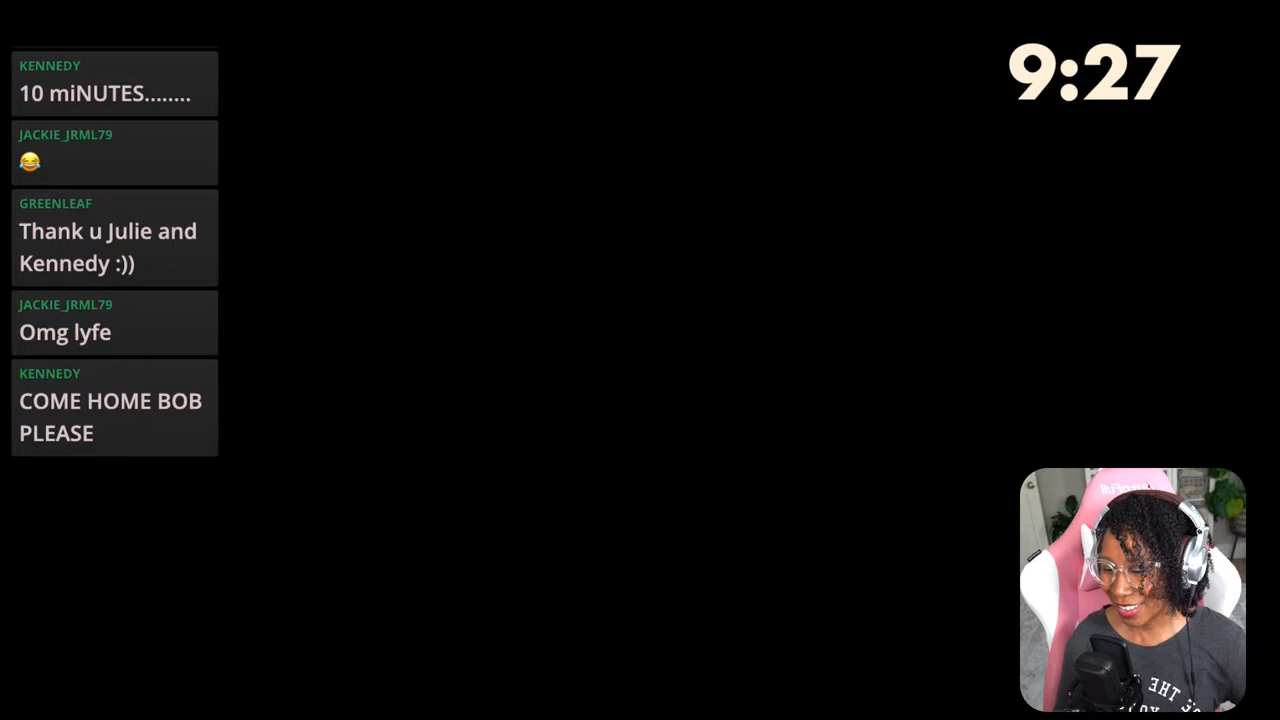 KENNEDY
10 miNUTES........
9:27
JACKIE_JRML79
😂
GREENLEAF
Thank u Julie and
Kennedy :))
JACKIE_JRML79
Omg lyfe
KENNEDY
COME HOME BOB
PLEASE
THE